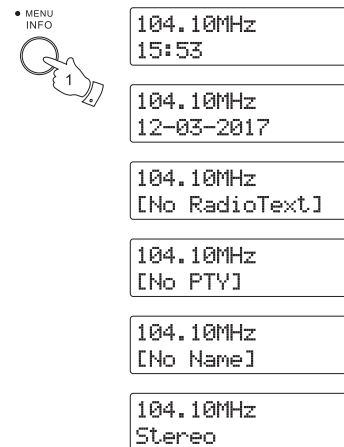 • MENU
INFO
1
104.10MHz
15:53
104.10MHz
12-03-2017
104.10MHz
[No RadioText]
104.10MHz
[No PTY]
104.10MHz
[No Name]
104.10MHz
Stereo